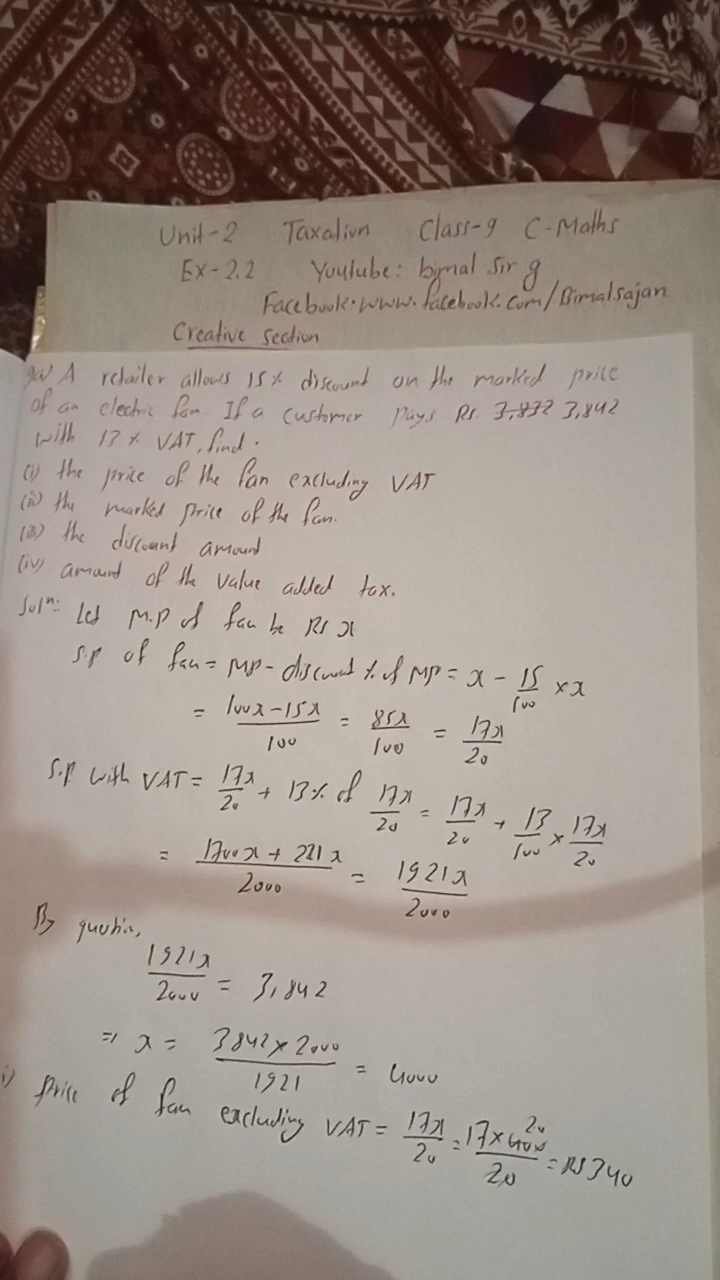 Unit-2 Taxation Class-9 C-Maths
Ex-2.2 Youtube: bimal Sir g
Facebook: www.facebook.com/Bimalsajan
Creative section
9a) A retailer allows 15% discount on the marked price
of an electric fan. If a customer pays Rs. 3,832 3,842
with 13% VAT, find.
(i) the price of the fan excluding VAT
(ii) the marked price of the fan.
(iii) the discount amount
(iv) amount of the value added tax.
Solⁿ: Let M.P of fan be Rs x
S.P of fan = MP - discount % of MP = x - 15/100 × x
= 100x-15x/100 = 85x/100 = 17x/20
S.P with VAT = 17x/20 + 13% of 17x/20 = 17x/20 + 13/100 × 17x/20
= 1700x + 221x/2000 = 1921x/2000
By question,
1921x/2000 = 3,842
⇒ x = 3842×2000/1921 = 4000
i) Price of fan excluding VAT = 17x/20 = 17×400/20 = Rs 340